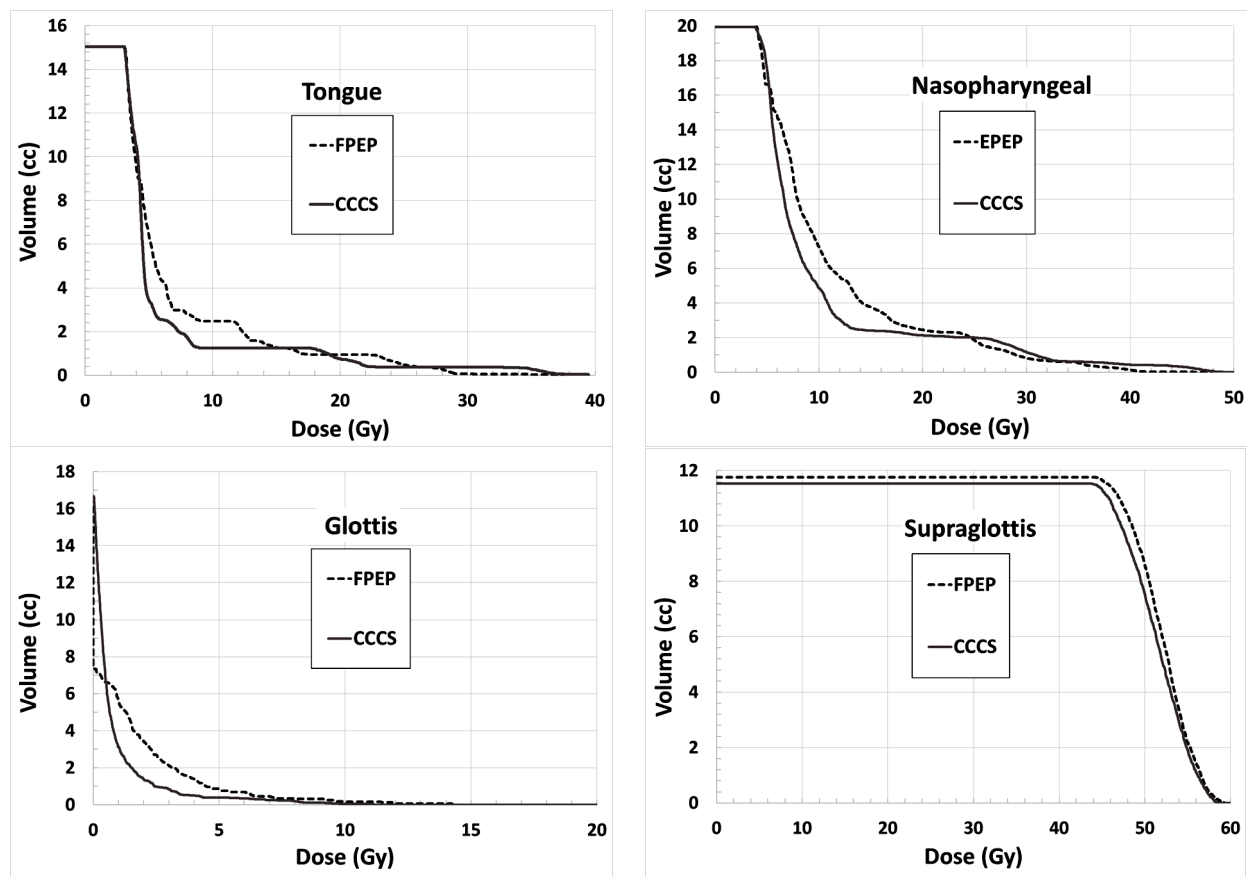 Tongue
FPEP
CCCS
Volume (cc)
16
14
12
10
8
6
4
2
0
0 10 20 30 40
Dose (Gy)
Nasopharyngeal
EPEP
CCCS
Volume (cc)
20
18
16
14
12
10
8
6
4
2
0
0 10 20 30 40 50
Dose (Gy)
Glottis
FPEP
CCCS
Volume (cc)
18
16
14
12
10
8
6
4
2
0
0 5 10 15 20
Dose (Gy)
Supraglottis
FPEP
CCCS
Volume (cc)
12
10
8
6
4
2
0
0 10 20 30 40 50 60
Dose (Gy)